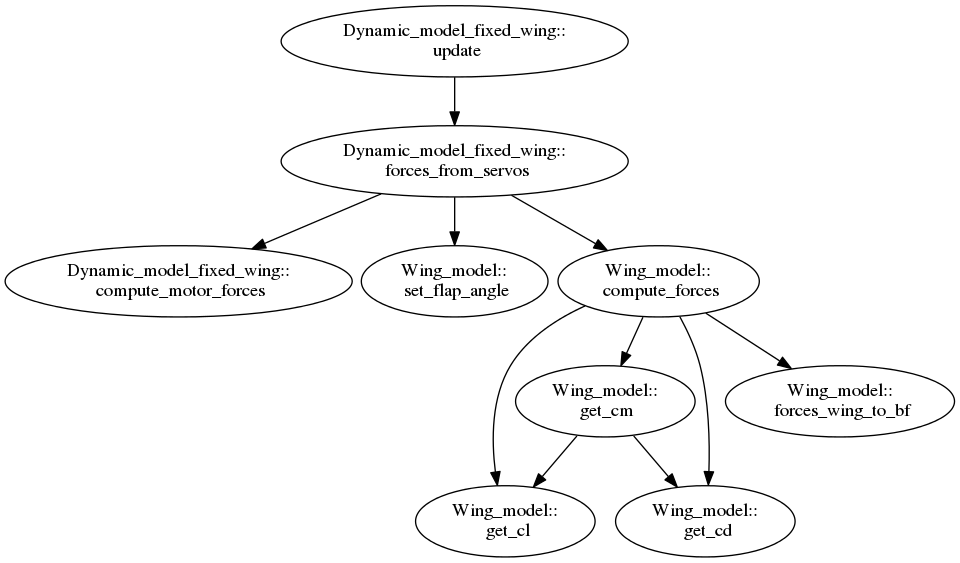 Dynamic_model_fixed_wing::
update
Dynamic_model_fixed_wing::
forces_from_servos
Dynamic_model_fixed_wing::
compute_motor_forces
Wing_model::
set_flap_angle
Wing_model::
compute_forces
Wing_model::
get_cm
Wing_model::
forces_wing_to_bf
Wing_model::
get_cl
Wing_model::
get_cd